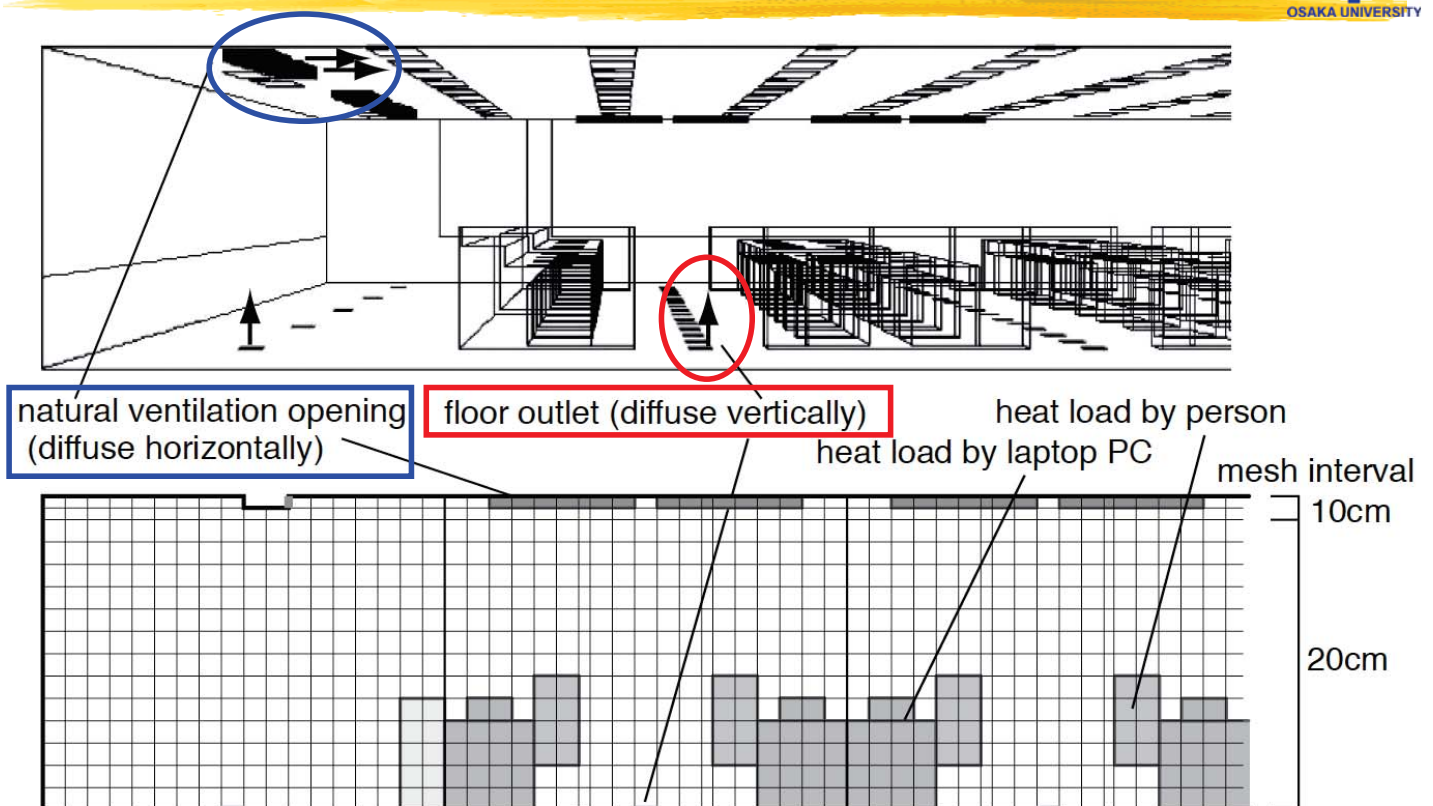 OSAKA UNIVERSITY
natural ventilation opening
(diffuse horizontally)
floor outlet (diffuse vertically)
heat load by person
heat load by laptop PC
mesh interval
10cm
20cm